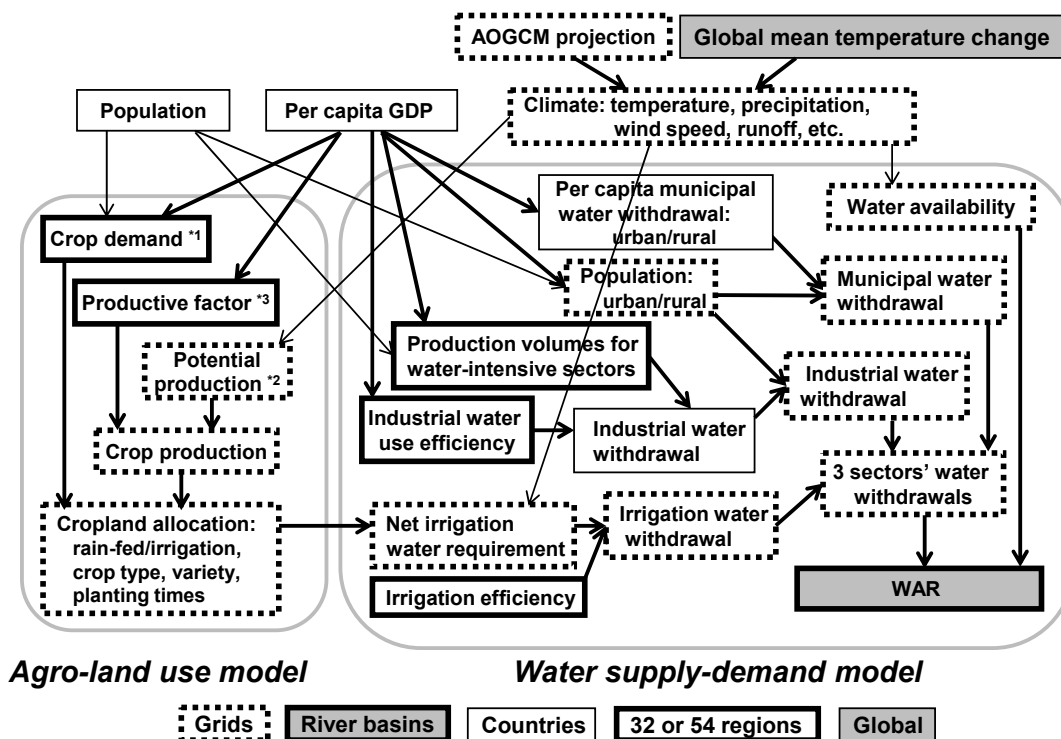 AOGCM projection
Global mean temperature change
Population
Per capita GDP
Climate: temperature, precipitation,
wind speed, runoff, etc.
Per capita municipal
water withdrawal:
urban/rural
Water availability
Crop demand *1
Population:
urban/rural
Municipal water
withdrawal
Productive factor *3
Production volumes for
water-intensive sectors
Potential
production *2
Industrial water
withdrawal
Industrial water
use efficiency
Industrial water
withdrawal
Crop production
3 sectors' water
withdrawals
Cropland allocation:
rain-fed/irrigation,
crop type, variety,
planting times
Net irrigation
water requirement
Irrigation water
withdrawal
Irrigation efficiency
WAR
Agro-land use model
Water supply-demand model
Grids
River basins
Countries
32 or 54 regions
Global